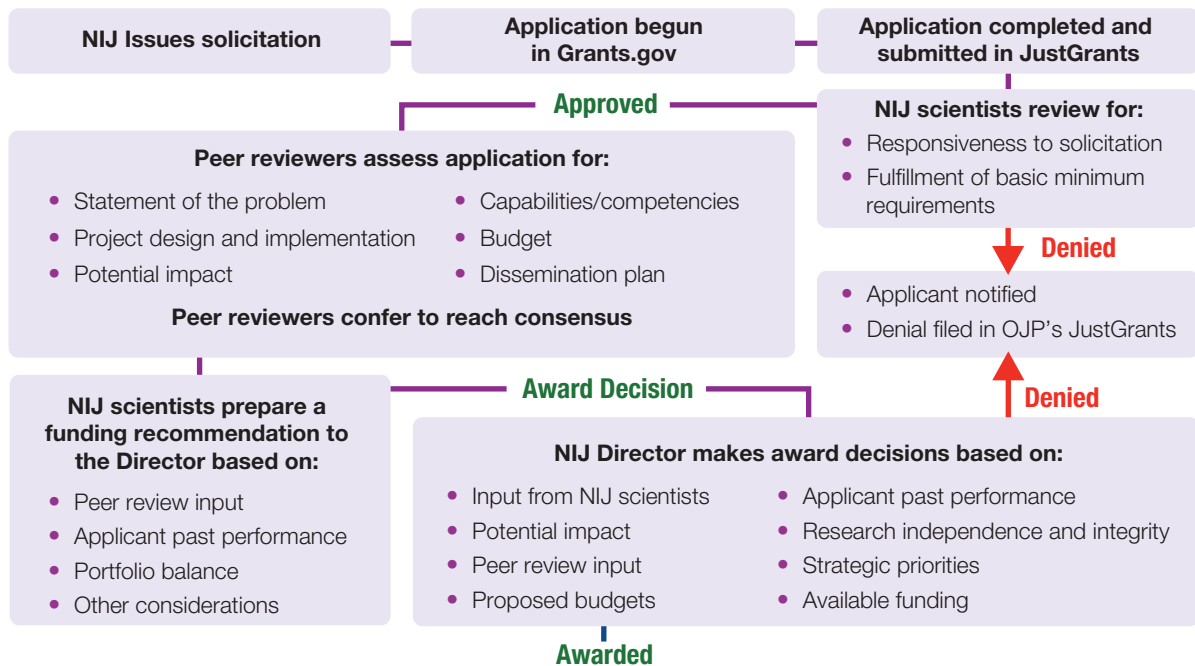 NIJ Issues solicitation
Application begun
in Grants.gov
Application completed and
submitted in JustGrants
NIJ scientists review for:
• Responsiveness to solicitation
• Fulfillment of basic minimum
requirements
Approved
Denied
Peer reviewers assess application for:
• Statement of the problem
• Project design and implementation
• Potential impact
• Capabilities/competencies
• Budget
• Dissemination plan
Peer reviewers confer to reach consensus
• Applicant notified
• Denial filed in OJP's JustGrants
NIJ scientists prepare a
funding recommendation to
the Director based on:
• Peer review input
• Applicant past performance
• Portfolio balance
• Other considerations
Award Decision
Denied
NIJ Director makes award decisions based on:
• Input from NIJ scientists
• Potential impact
• Peer review input
• Proposed budgets
• Applicant past performance
• Research independence and integrity
• Strategic priorities
• Available funding
Awarded